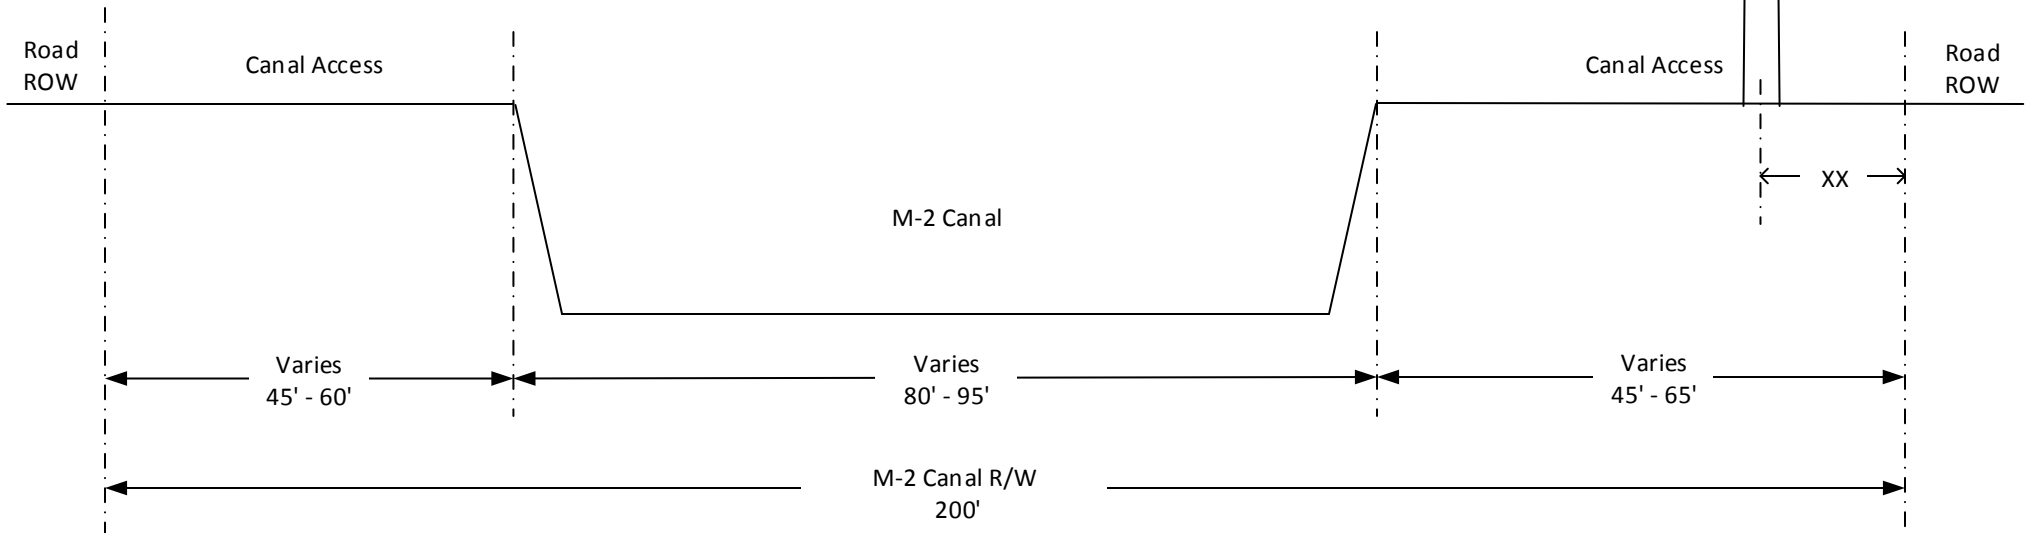 Road
ROW
Canal Access
Canal Access
Road
ROW
XX
M-2 Canal
Varies
45' - 60'
Varies
80' - 95'
Varies
45' - 65'
M-2 Canal R/W
200'